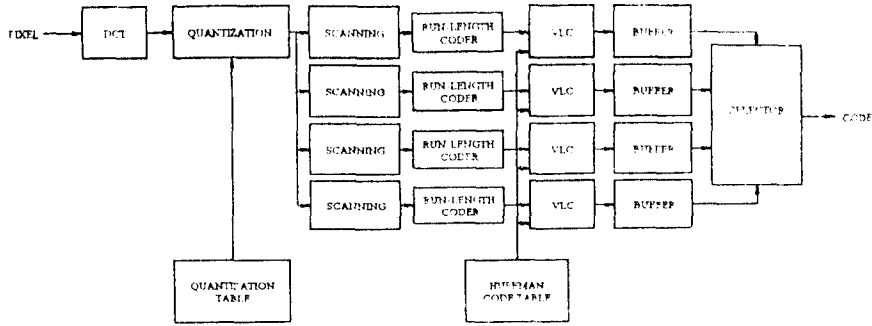 PIXEL
DCT
QUANTIZATION
SCANNING
RUN-LENGTH
CODER
VLC
BUFFER
SCANNING
RUN-LENGTH
CODER
VLC
BUFFER
SELECTOR
CODE
SCANNING
RUN-LENGTH
CODER
VLC
BUFFER
SCANNING
RUN-LENGTH
CODER
VLC
BUFFER
QUANTIZATION
TABLE
HUFFMAN
CODE TABLE